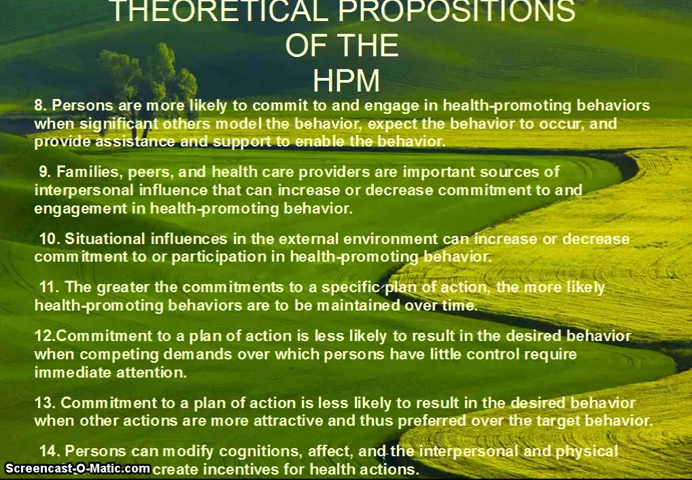 THEORETICAL PROPOSITIONS
OF THE
HPM
8. Persons are more likely to commit to and engage in health-promoting behaviors
when significant others model the behavior, expect the behavior to occur, and
provide assistance and support to enable the behavior.
9. Families, peers, and health care providers are important sources of
interpersonal influence that can increase or decrease commitment to and
engagement in health-promoting behavior.
10. Situational influences in the external environment can increase or decrease
commitment to or participation in health-promoting behavior.
11. The greater the commitments to a specific plan of action, the more likely
health-promoting behaviors are to be maintained over time.
12.Commitment to a plan of action is less likely to result in the desired behavior
when competing demands over which persons have little control require
immediate attention.
13. Commitment to a plan of action is less likely to result in the desired behavior
when other actions are more attractive and thus preferred over the target behavior.
14. Persons can modify cognitions, affect, and the interpersonal and physical
Screencast-O-Matic.com create incentives for health actions.